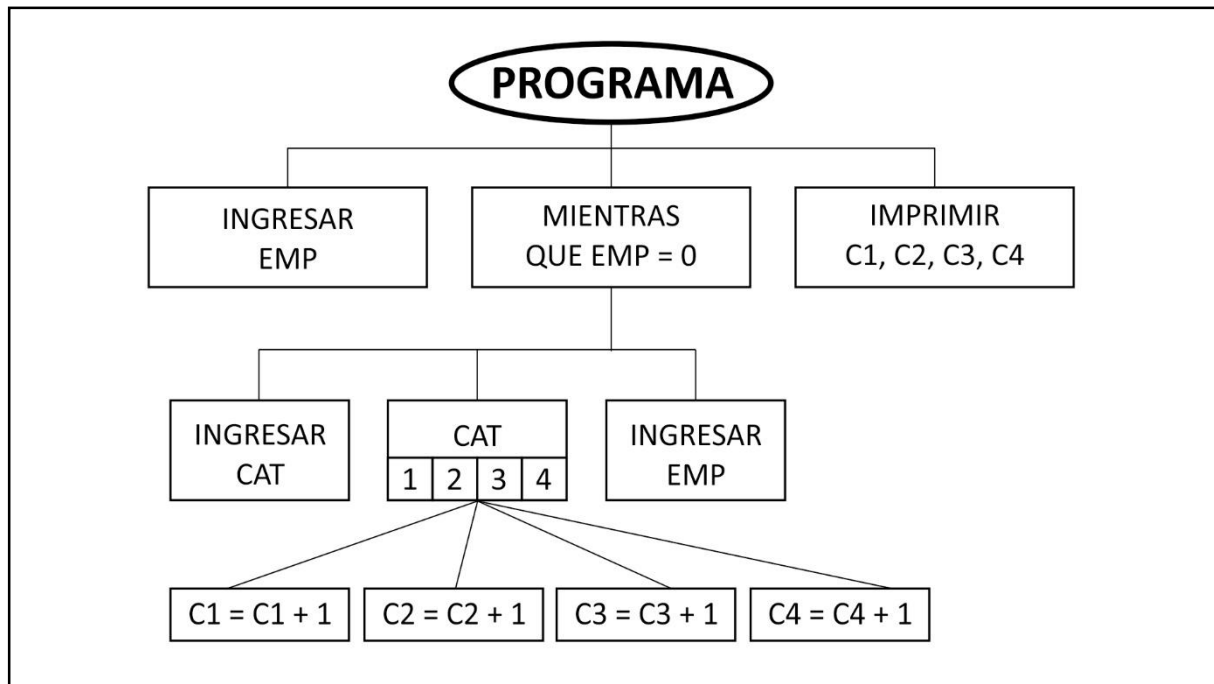 PROGRAMA
INGRESAR
EMP
MIENTRAS
QUE EMP = 0
IMPRIMIR
C1, C2, C3, C4
INGRESAR
CAT
CAT
1 2 3 4
INGRESAR
EMP
C1 = C1 + 1
C2 = C2 + 1
C3 = C3 + 1
C4 = C4 + 1